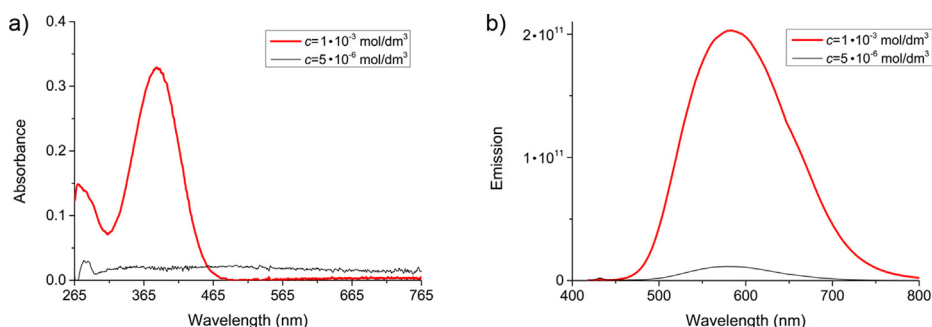 a)
c=1•10⁻³ mol/dm³
c=5•10⁻⁶ mol/dm³
Absorbance
0.4
0.3
0.2
0.1
0.0
265 365 465 565 665 765
Wavelength (nm)
b)
c=1•10⁻³ mol/dm³
c=5•10⁻⁶ mol/dm³
Emission
2•10¹¹
1•10¹¹
0
400 500 600 700 800
Wavelength (nm)